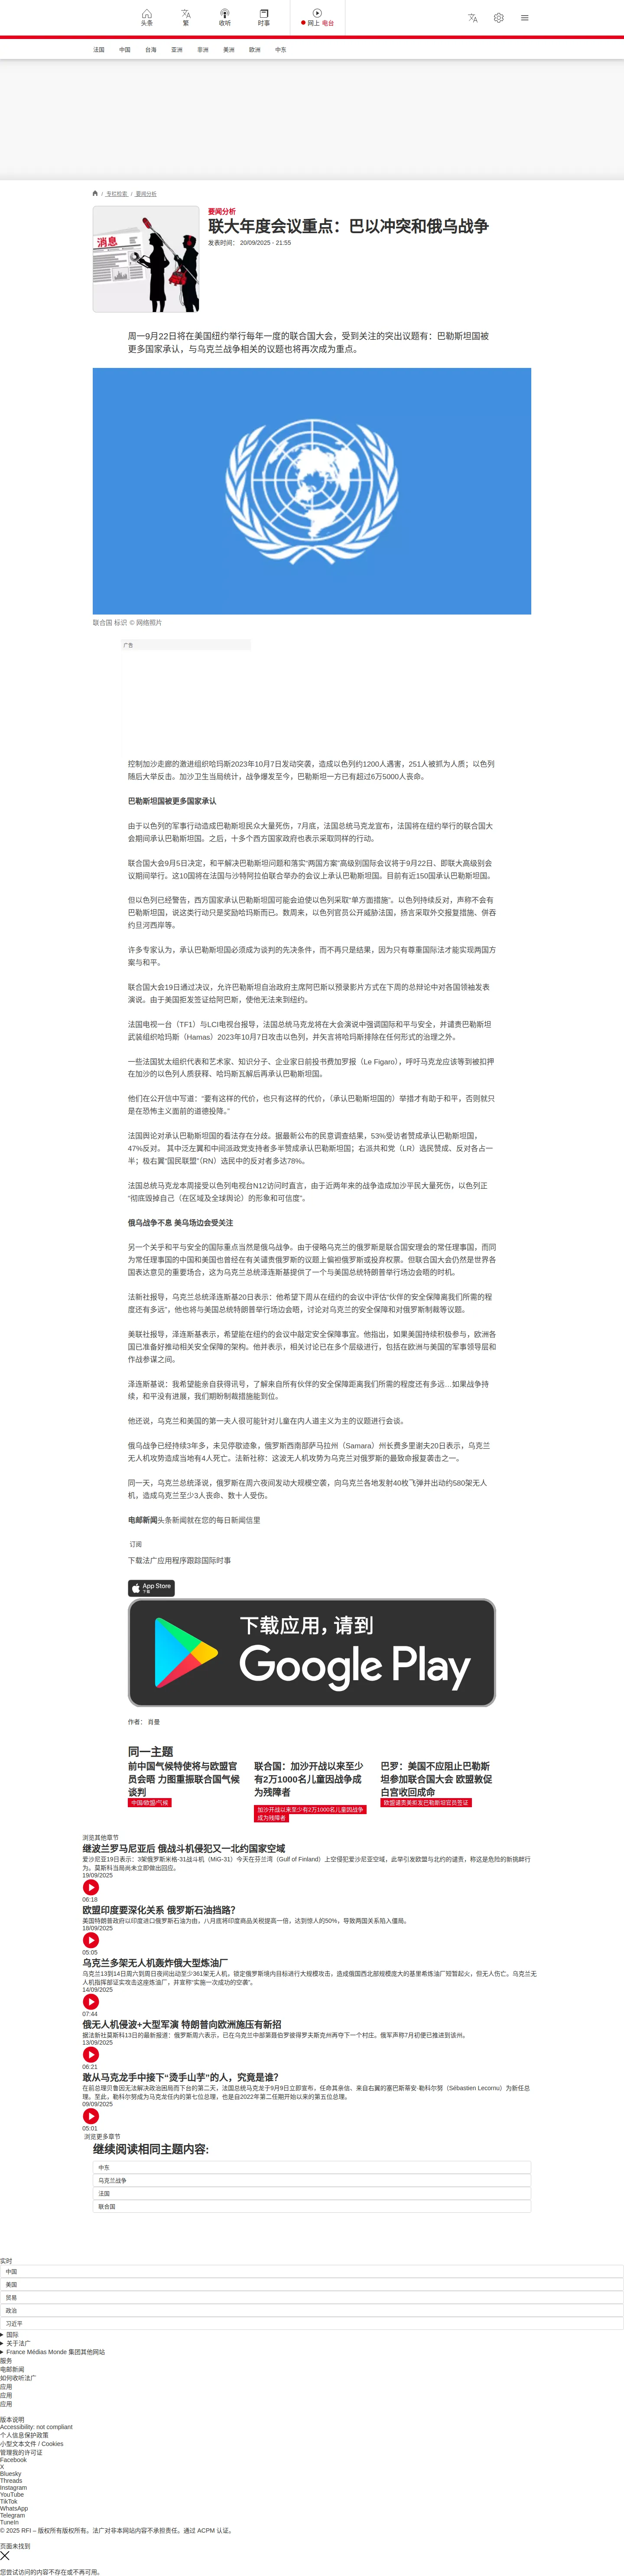 头条
繁
收听
时事
网上 电台
法国 中国 台海 亚洲 非洲 美洲 欧洲 中东
/ 专栏检索 / 要闻分析
消息
要闻分析
联大年度会议重点：巴以冲突和俄乌战争
发表时间： 20/09/2025 - 21:55
周一9月22日将在美国纽约举行每年一度的联合国大会，受到关注的突出议题有：巴勒斯坦国被
更多国家承认，与乌克兰战争相关的议题也将再次成为重点。
联合国 标识 © 网络照片
广告
控制加沙走廊的激进组织哈玛斯2023年10月7日发动突袭，造成以色列约1200人遇害，251人被抓为人质；以色列
随后大举反击。加沙卫生当局统计，战争爆发至今，巴勒斯坦一方已有超过6万5000人丧命。
巴勒斯坦国被更多国家承认
由于以色列的军事行动造成巴勒斯坦民众大量死伤，7月底，法国总统马克龙宣布，法国将在纽约举行的联合国大
会期间承认巴勒斯坦国。之后，十多个西方国家政府也表示采取同样的行动。
联合国大会9月5日决定，和平解决巴勒斯坦问题和落实“两国方案”高级别国际会议将于9月22日、即联大高级别会
议期间举行。这10国将在法国与沙特阿拉伯联合举办的会议上承认巴勒斯坦国。目前有近150国承认巴勒斯坦国。
但以色列已经警告，西方国家承认巴勒斯坦国可能会迫使以色列采取“单方面措施”。以色列持续反对，声称不会有
巴勒斯坦国，说这类行动只是奖励哈玛斯而已。数周来，以色列官员公开威胁法国，扬言采取外交报复措施、併吞
约旦河西岸等。
许多专家认为，承认巴勒斯坦国必须成为谈判的先决条件，而不再只是结果，因为只有尊重国际法才能实现两国方
案与和平。
联合国大会19日通过决议，允许巴勒斯坦自治政府主席阿巴斯以预录影片方式在下周的总辩论中对各国领袖发表
演说。由于美国拒发签证给阿巴斯，使他无法来到纽约。
法国电视一台（TF1）与LCI电视台报导，法国总统马克龙将在大会演说中强调国际和平与安全，并谴责巴勒斯坦
武装组织哈玛斯（Hamas）2023年10月7日攻击以色列，并矢言将哈玛斯排除在任何形式的治理之外。
一些法国犹太组织代表和艺术家、知识分子、企业家日前投书费加罗报（Le Figaro），呼吁马克龙应该等到被扣押
在加沙的以色列人质获释、哈玛斯瓦解后再承认巴勒斯坦国。
他们在公开信中写道：“要有这样的代价，也只有这样的代价，（承认巴勒斯坦国的）举措才有助于和平，否则就只
是在恐怖主义面前的道德投降。”
法国舆论对承认巴勒斯坦国的看法存在分歧。据最新公布的民意调查结果，53%受访者赞成承认巴勒斯坦国，
47%反对。 其中泛左翼和中间派政党支持者多半赞成承认巴勒斯坦国；右派共和党（LR）选民赞成、反对各占一
半；极右翼“国民联盟”（RN）选民中的反对者多达78%。
法国总统马克龙本周接受以色列电视台N12访问时直言，由于近两年来的战争造成加沙平民大量死伤，以色列正
“彻底毁掉自己（在区域及全球舆论）的形象和可信度”。
俄乌战争不息 美乌场边会受关注
另一个关乎和平与安全的国际重点当然是俄乌战争。由于侵略乌克兰的俄罗斯是联合国安理会的常任理事国，而同
为常任理事国的中国和美国也曾经在有关谴责俄罗斯的议题上偏袒俄罗斯或投弃权票。但联合国大会仍然是世界各
国表达意见的重要场合，这为乌克兰总统泽连斯基提供了一个与美国总统特朗普举行场边会晤的时机。
法新社报导，乌克兰总统泽连斯基20日表示：他希望下周从在纽约的会议中评估“伙伴的安全保障离我们所需的程
度还有多远”，他也将与美国总统特朗普举行场边会晤，讨论对乌克兰的安全保障和对俄罗斯制裁等议题。
美联社报导，泽连斯基表示，希望能在纽约的会议中敲定安全保障事宜。他指出，如果美国持续积极参与，欧洲各
国已准备好推动相关安全保障的架构。他并表示，相关讨论已在多个层级进行，包括在欧洲与美国的军事领导层和
作战参谋之间。
泽连斯基说：我希望能亲自获得讯号，了解来自所有伙伴的安全保障距离我们所需的程度还有多远…如果战争持
续，和平没有进展，我们期盼制裁措施能到位。
他还说，乌克兰和美国的第一夫人很可能针对儿童在内人道主义为主的议题进行会谈。
俄乌战争已经持续3年多，未见停歇迹象，俄罗斯西南部萨马拉州（Samara）州长费多里谢夫20日表示，乌克兰
无人机攻势造成当地有4人死亡。法新社称：这波无人机攻势为乌克兰对俄罗斯的最致命报复袭击之一。
同一天，乌克兰总统泽说，俄罗斯在周六夜间发动大规模空袭，向乌克兰各地发射40枚飞弹并出动约580架无人
机，造成乌克兰至少3人丧命、数十人受伤。
电邮新闻头条新闻就在您的每日新闻信里
订阅
下载法广应用程序跟踪国际时事
App Store
下载
下载应用，请到
Google Play
作者： 肖曼
同一主题
前中国气候特使将与欧盟官
员会晤 力图重振联合国气候
谈判
中国/欧盟/气候
联合国：加沙开战以来至少
有2万1000名儿童因战争成
为残障者
加沙开战以来至少有2万1000名儿童因战争
成为残障者
巴罗：美国不应阻止巴勒斯
坦参加联合国大会 欧盟敦促
白宫收回成命
欧盟谴责美拒发巴勒斯坦官员签证
浏览其他章节
继波兰罗马尼亚后 俄战斗机侵犯又一北约国家空域
爱沙尼亚19日表示：3架俄罗斯米格-31战斗机（MiG-31）今天在芬兰湾（Gulf of Finland）上空侵犯爱沙尼亚空域，此举引发欧盟与北约的谴责，称这是危险的新挑衅行
为。莫斯科当局尚未立即做出回应。
19/09/2025
06:18
欧盟印度要深化关系 俄罗斯石油挡路？
美国特朗普政府以印度进口俄罗斯石油为由，八月底将印度商品关税提高一倍，达到惊人的50%，导致两国关系陷入僵局。
18/09/2025
05:05
乌克兰多架无人机轰炸俄大型炼油厂
乌克兰13到14日周六到周日夜间出动至少361架无人机，锁定俄罗斯境内目标进行大规模攻击，造成俄国西北部规模庞大的基里希炼油厂短暂起火，但无人伤亡。乌克兰无
人机指挥部证实攻击这座炼油厂，并宣称“实施一次成功的空袭”。
14/09/2025
07:44
俄无人机侵波+大型军演 特朗普向欧洲施压有新招
据法新社莫斯科13日的最新报道：俄罗斯周六表示，已在乌克兰中部第聂伯罗彼得罗夫斯克州再夺下一个村庄。俄军声称7月初便已推进到该州。
13/09/2025
06:21
敢从马克龙手中接下“烫手山芋”的人，究竟是谁？
在前总理贝鲁因无法解决政治困局而下台的第二天，法国总统马克龙于9月9日立即宣布，任命其亲信、来自右翼的塞巴斯蒂安·勒科尔努（Sébastien Lecornu）为新任总
理。至此，勒科尔努成为马克龙任内的第七位总理，也是自2022年第二任期开始以来的第五位总理。
09/09/2025
05:01
浏览更多章节
继续阅读相同主题内容:
中东
乌克兰战争
法国
联合国
实时
中国
美国
贸易
政治
习近平
国际
关于法广
France Médias Monde 集团其他网站
服务
电邮新闻
如何收听法广
应用
应用
应用
版本说明
Accessibility: not compliant
个人信息保护政策
小型文本文件 / Cookies
管理我的许可证
Facebook
X
Bluesky
Threads
Instagram
YouTube
TikTok
WhatsApp
Telegram
TuneIn
© 2025 RFI – 版权所有版权所有。法广对非本网站内容不承担责任。通过 ACPM 认证。
页面未找到
您尝试访问的内容不存在或不再可用。